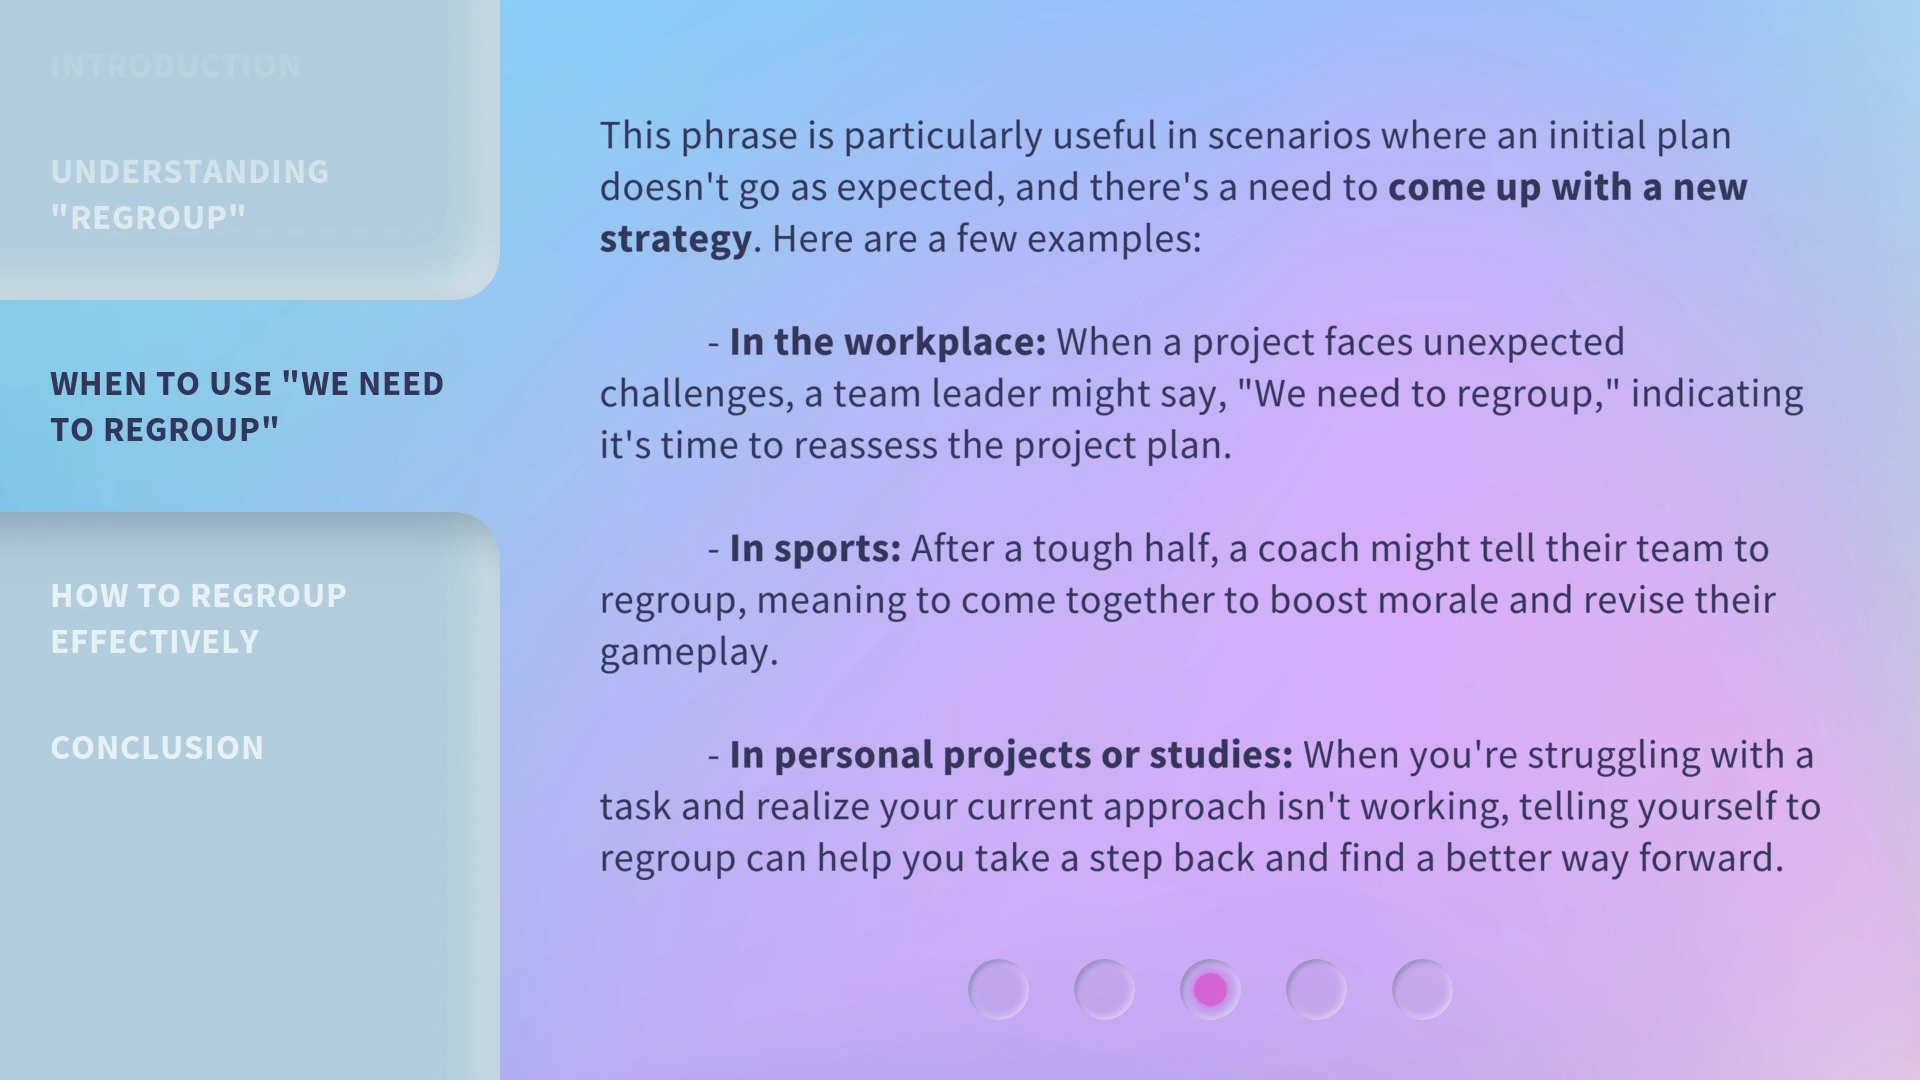 INTRODUCTION
UNDERSTANDING
"REGROUP"
WHEN TO USE "WE NEED
TO REGROUP"
HOW TO REGROUP
EFFECTIVELY
CONCLUSION
This phrase is particularly useful in scenarios where an initial plan
doesn't go as expected, and there's a need to come up with a new
strategy. Here are a few examples:
- In the workplace: When a project faces unexpected
challenges, a team leader might say, "We need to regroup," indicating
it's time to reassess the project plan.
- In sports: After a tough half, a coach might tell their team to
regroup, meaning to come together to boost morale and revise their
gameplay.
- In personal projects or studies: When you're struggling with a
task and realize your current approach isn't working, telling yourself to
regroup can help you take a step back and find a better way forward.